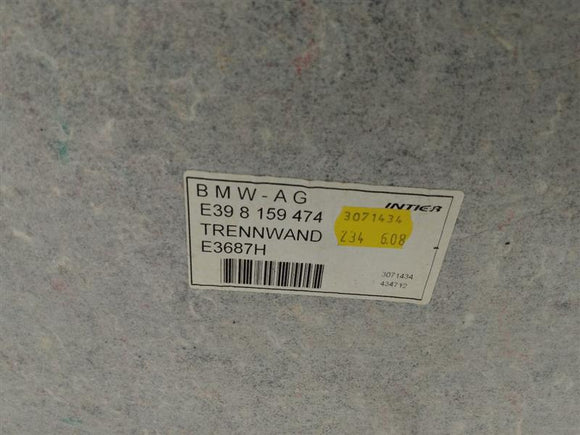 BMW-AG
INTIER
E39 8 159 474
3071434
TRENNWAND
234 6.08
E3687H
3071434
434712